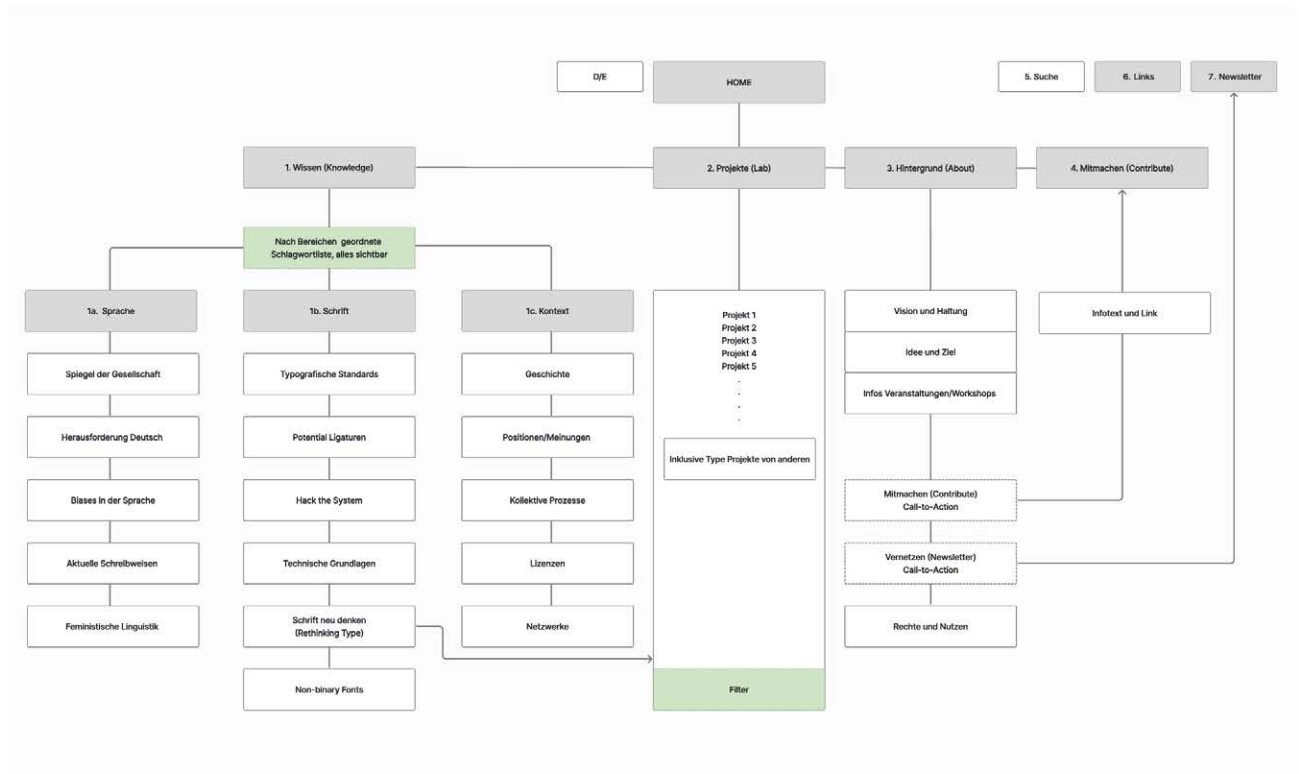 D/E
HOME
5. Suche
6. Links
7. Newsletter
1. Wissen (Knowledge)
2. Projekte (Lab)
3. Hintergrund (About)
4. Mitmachen (Contribute)
Nach Bereichen geordnete
Schlagwortliste, alles sichtbar
1a. Sprache
Spiegel der Gesellschaft
Herausforderung Deutsch
Biases in der Sprache
Aktuelle Schreibweisen
Feministische Linguistik
1b. Schrift
Typografische Standards
Potential Ligaturen
Hack the System
Technische Grundlagen
Schrift neu denken
(Rethinking Type)
Non-binary Fonts
1c. Kontext
Geschichte
Positionen/Meinungen
Kollektive Prozesse
Lizenzen
Netzwerke
Projekt 1
Projekt 2
Projekt 3
Projekt 4
Projekt 5
.
.
.
.
Inklusive Type Projekte von anderen
Filter
Vision und Haltung
Idee und Ziel
Infos Veranstaltungen/Workshops
Mitmachen (Contribute)
Call-to-Action
Vernetzen (Newsletter)
Call-to-Action
Rechte und Nutzen
Infotext und Link